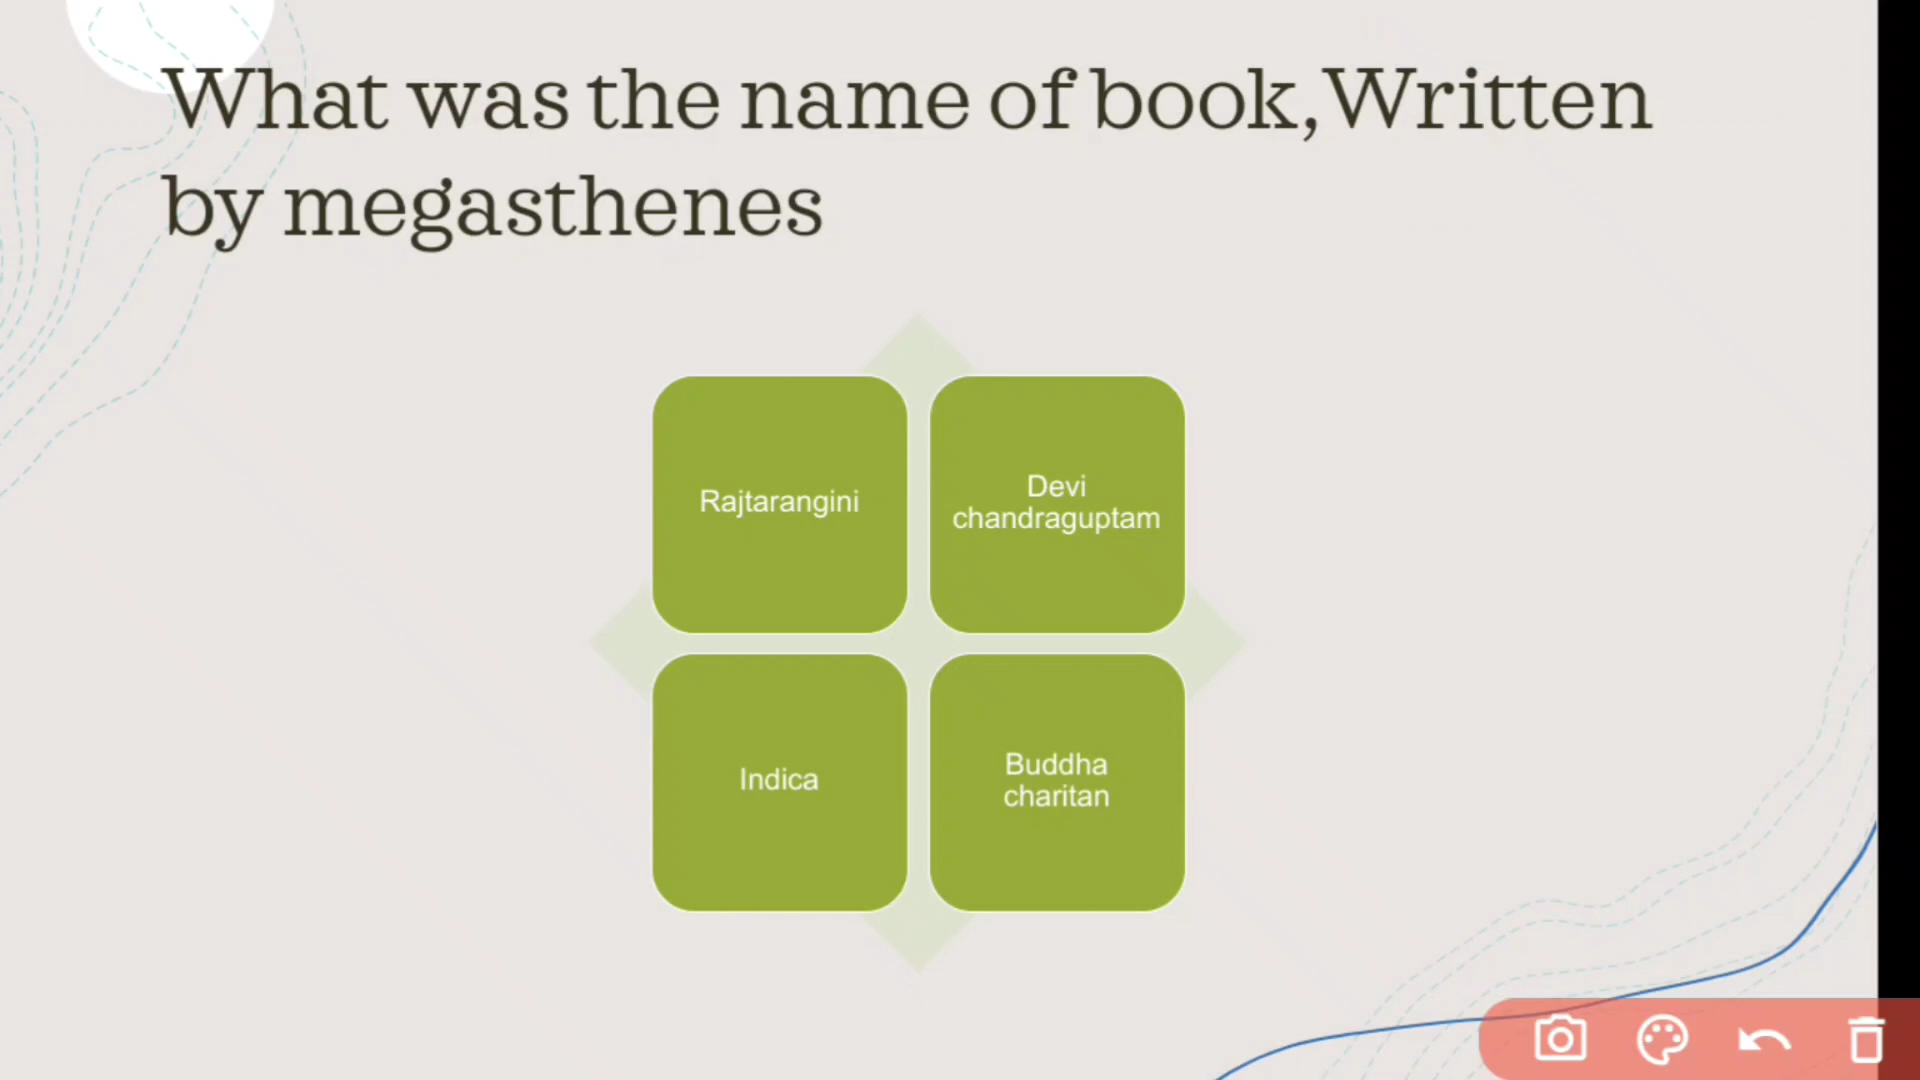 What was the name of book,Written
by megasthenes
Rajtarangini
Devi
chandraguptam
Indica
Buddha
charitan